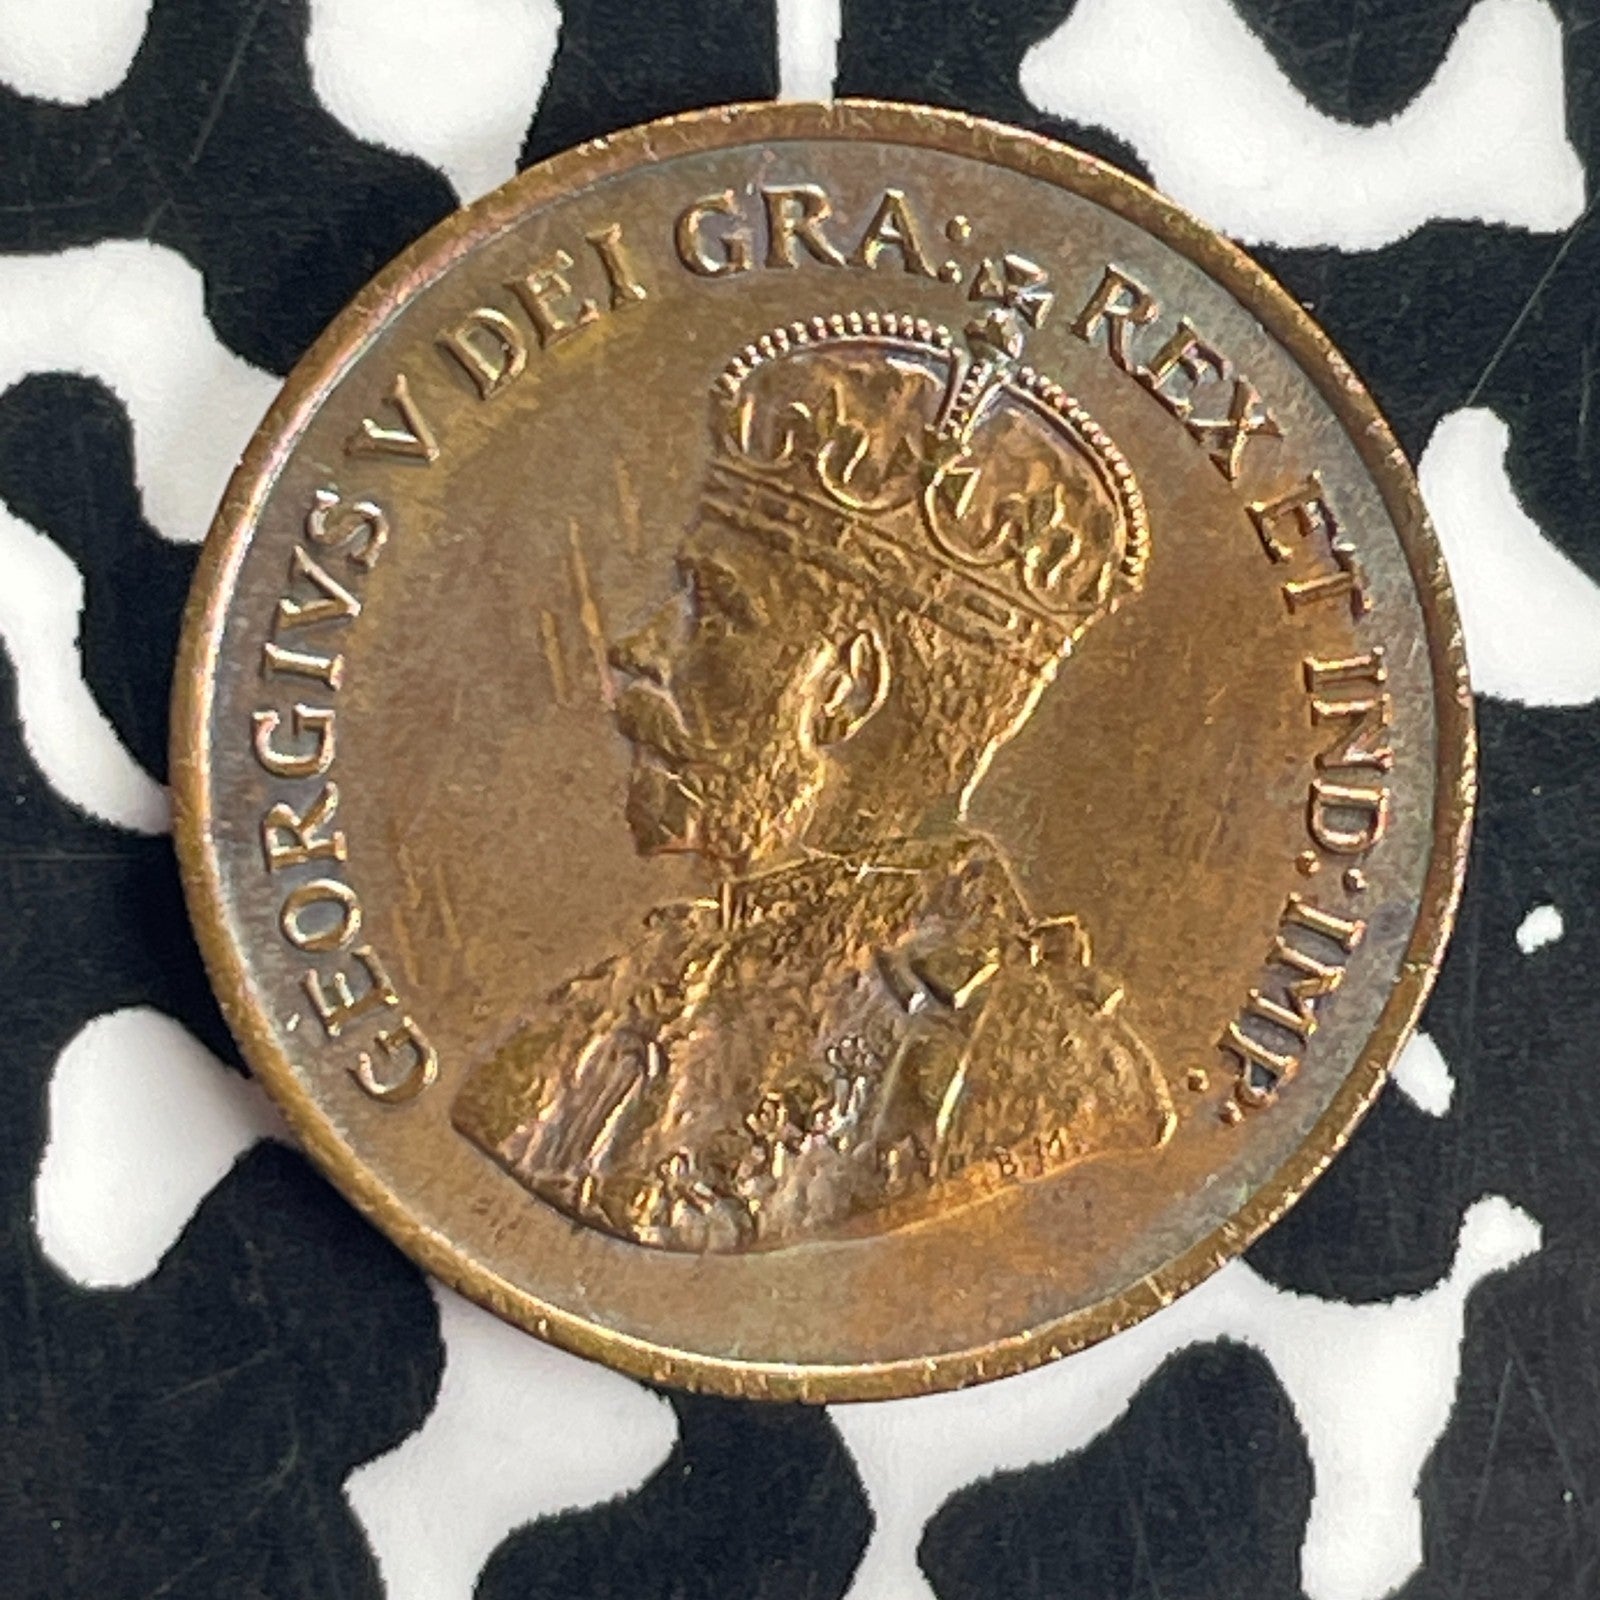 GEORGIVS V DEI GRA: REX ET IND: IMP:
B.M.